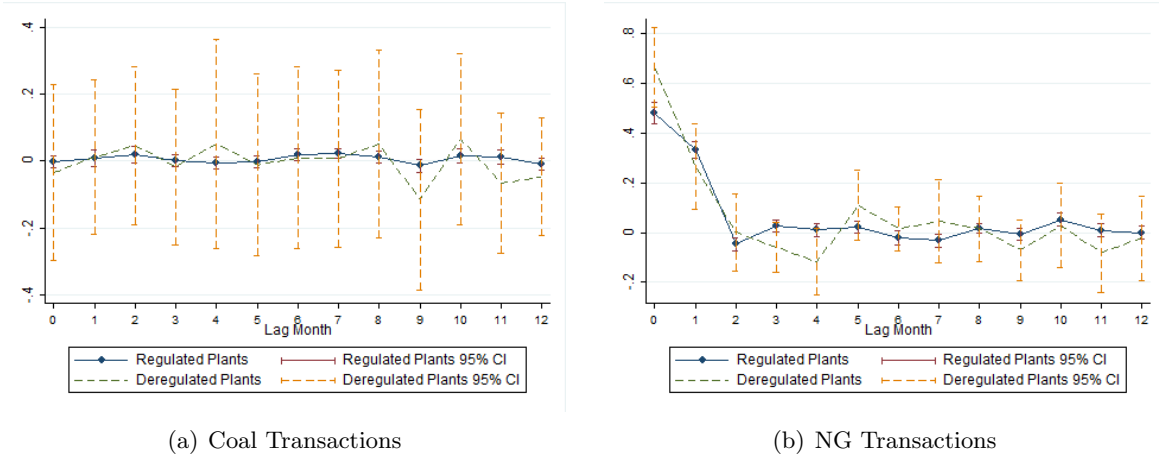 .4
.2
0
-.2
-.4
0 1 2 3 4 5 6 7 8 9 10 11 12
Lag Month
Regulated Plants Regulated Plants 95% CI
Deregulated Plants Deregulated Plants 95% CI
(a) Coal Transactions
.8
.6
.4
.2
0
-.2
0 1 2 3 4 5 6 7 8 9 10 11 12
Lag Month
Regulated Plants Regulated Plants 95% CI
Deregulated Plants Deregulated Plants 95% CI
(b) NG Transactions